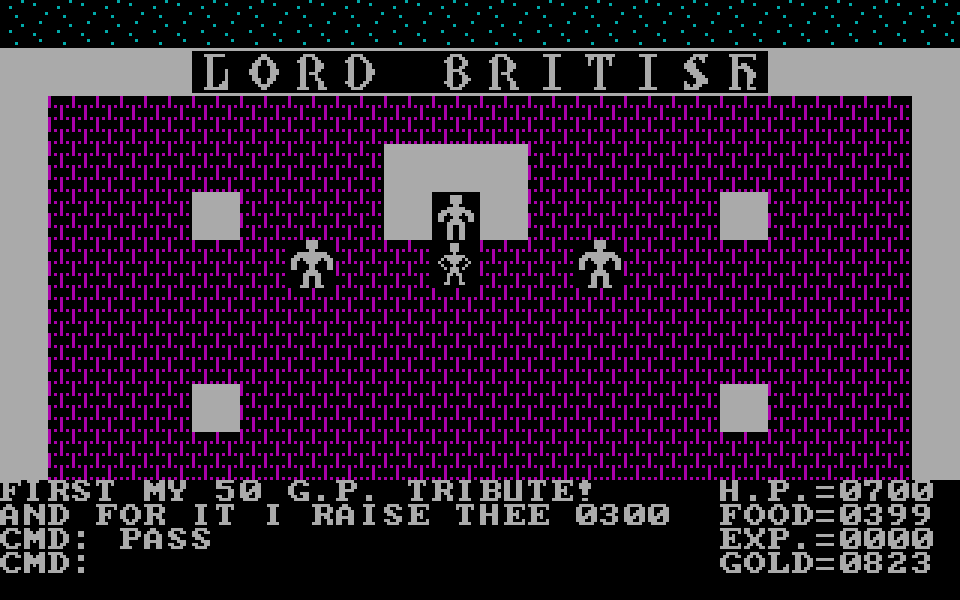 LORD BRITISH
FIRST MY 50 G.P. TRIBUTE!
AND FOR IT I RAISE THEE 0300
CMD: PASS
CMD:
H.P.=0700
FOOD=0399
EXP.=0000
GOLD=0823